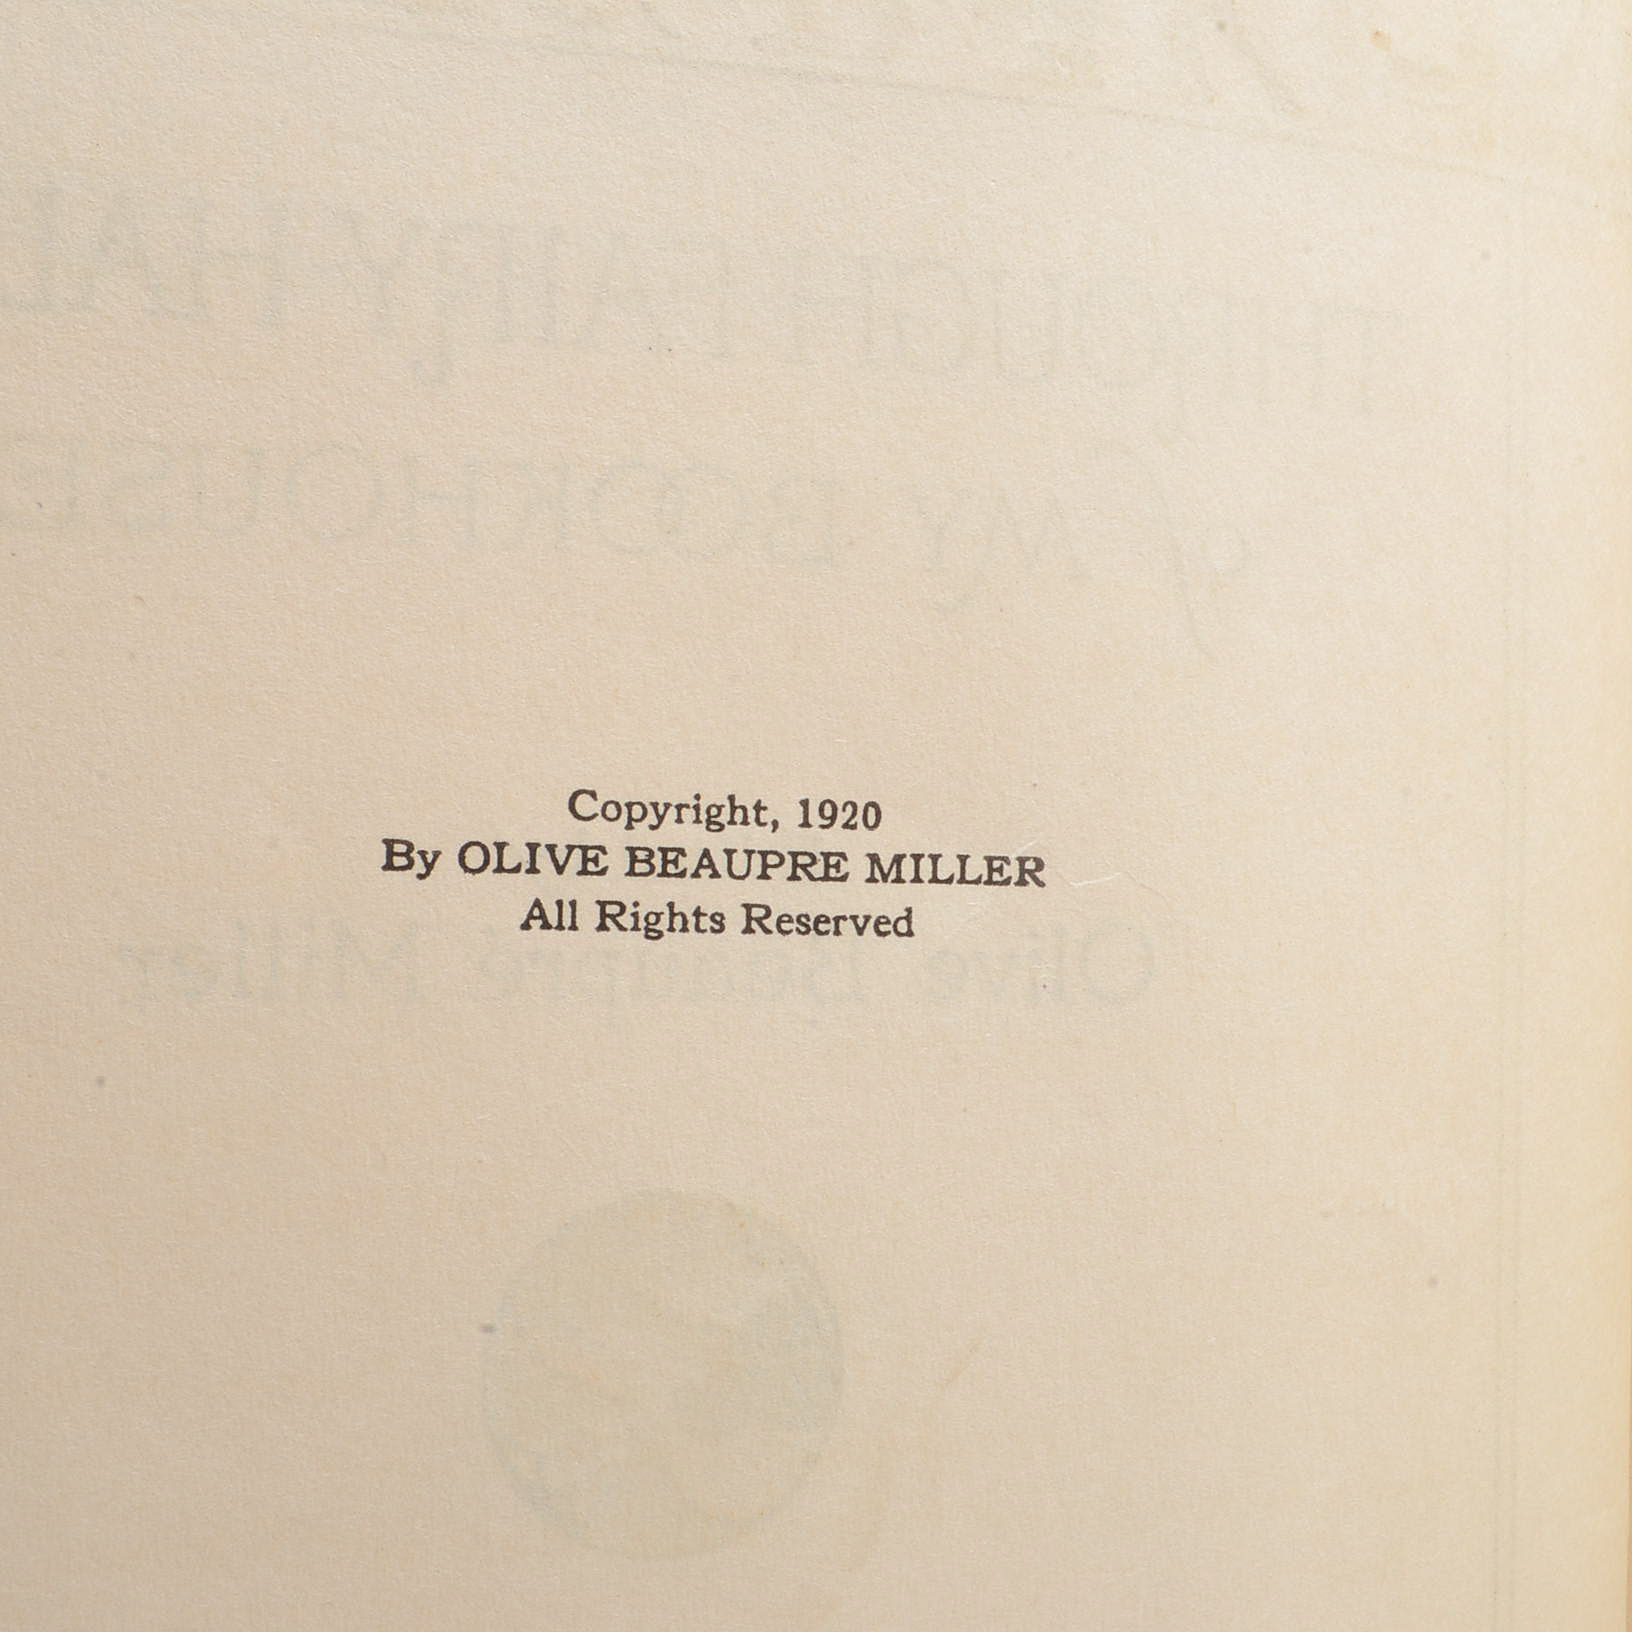 Copyright, 1920
By OLIVE BEAUPRE MILLER
All Rights Reserved